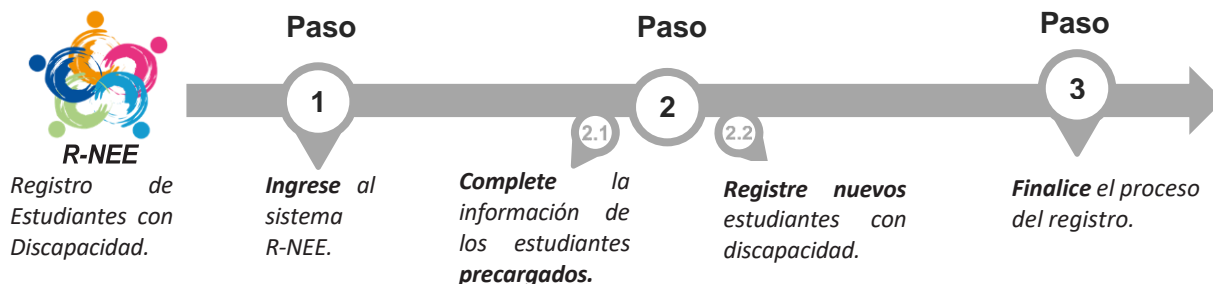 Paso
Paso
Paso
1
2
3
2.1
2.2
R-NEE
Registro de
Estudiantes con
Discapacidad.
Ingrese al
sistema
R-NEE.
Complete la
información de
los estudiantes
precargados.
Registre nuevos
estudiantes con
discapacidad.
Finalice el proceso
del registro.